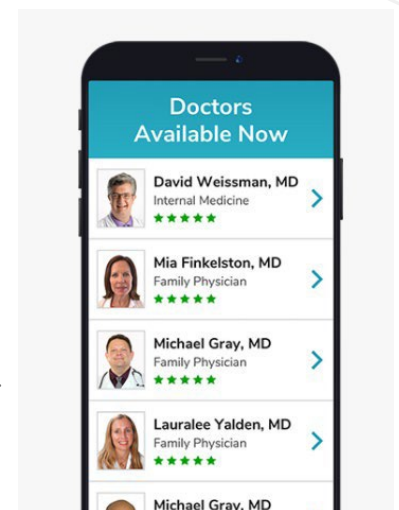 Doctors
Available Now
David Weissman, MD
Internal Medicine
Mia Finkelston, MD
Family Physician
Michael Gray, MD
Family Physician
Lauralee Yalden, MD
Family Physician
Michael Gray, MD